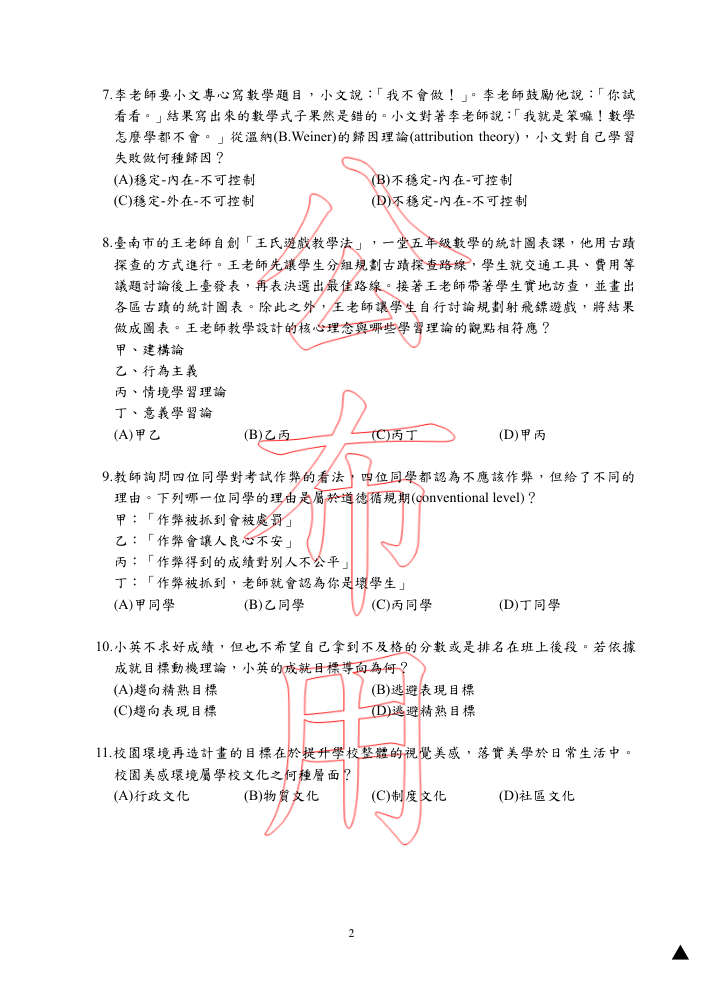 7.李老師要小文專心寫數學題目，小文說：「我不會做！」。李老師鼓勵他說：「你試
看看。」結果寫出來的數學式子果然是錯的。小文對著李老師說：「我就是笨嘛！數學
怎麼學都不會。」從溫納(B.Weiner)的歸因理論(attribution theory)，小文對自己學習
失敗做何種歸因？
(A)穩定-內在-不可控制 (B)不穩定-內在-可控制
(C)穩定-外在-不可控制 (D)不穩定-內在-不可控制
8.臺南市的王老師自創「王氏遊戲教學法」，一堂五年級數學的統計圖表課，他用古蹟
探查的方式進行。王老師先讓學生分組規劃古蹟探查路線，學生就交通工具、費用等
議題討論後上臺發表，再表決選出最佳路線。接著王老師帶著學生實地訪查，並畫出
各區古蹟的統計圖表。除此之外，王老師讓學生自行討論規劃射飛鏢遊戲，將結果
做成圖表。王老師教學設計的核心理念與哪些學習理論的觀點相符應？
甲、建構論
乙、行為主義
丙、情境學習理論
丁、意義學習論
(A)甲乙 (B)乙丙 (C)丙丁 (D)甲丙
9.教師詢問四位同學對考試作弊的看法，四位同學都認為不應該作弊，但給了不同的
理由。下列哪一位同學的理由是屬於道德循規期(conventional level)？
甲：「作弊被抓到會被處罰」
乙：「作弊會讓人良心不安」
丙：「作弊得到的成績對別人不公平」
丁：「作弊被抓到，老師就會認為你是壞學生」
(A)甲同學 (B)乙同學 (C)丙同學 (D)丁同學
10.小英不求好成績，但也不希望自己拿到不及格的分數或是排名在班上後段。若依據
成就目標動機理論，小英的成就目標導向為何？
(A)趨向精熟目標 (B)逃避表現目標
(C)趨向表現目標 (D)逃避精熟目標
11.校園環境再造計畫的目標在於提升學校整體的視覺美感，落實美學於日常生活中。
校園美感環境屬學校文化之何種層面？
(A)行政文化 (B)物質文化 (C)制度文化 (D)社區文化
公布用
2